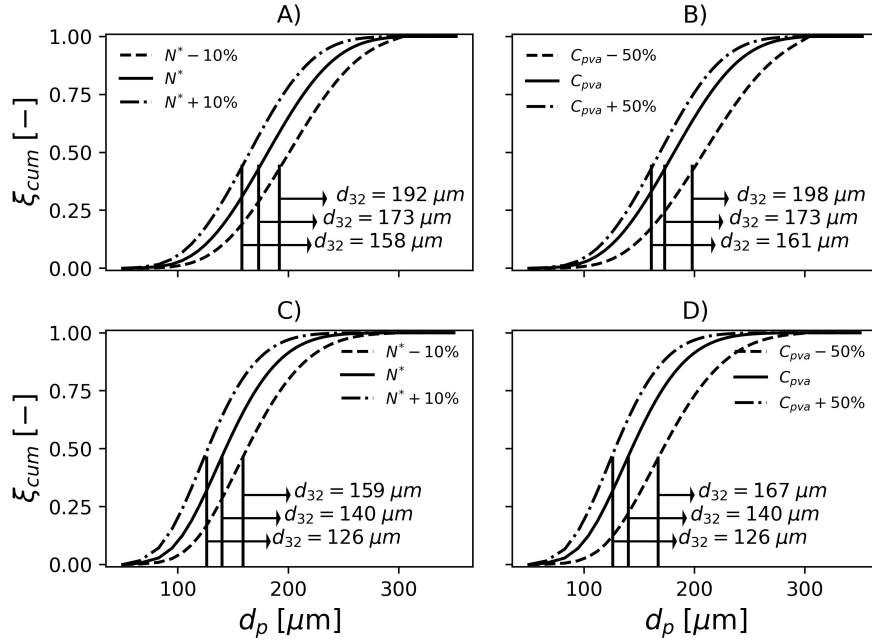 A)
1.00
0.75
0.50
0.25
0.00
ξcum [−]
N* − 10%
N*
N* + 10%
d32 = 192 μm
d32 = 173 μm
d32 = 158 μm
B)
Cpva − 50%
Cpva
Cpva + 50%
d32 = 198 μm
d32 = 173 μm
d32 = 161 μm
C)
1.00
0.75
0.50
0.25
0.00
ξcum [−]
N* − 10%
N*
N* + 10%
d32 = 159 μm
d32 = 140 μm
d32 = 126 μm
100 200 300
dp [μm]
D)
Cpva − 50%
Cpva
Cpva + 50%
d32 = 167 μm
d32 = 140 μm
d32 = 126 μm
100 200 300
dp [μm]